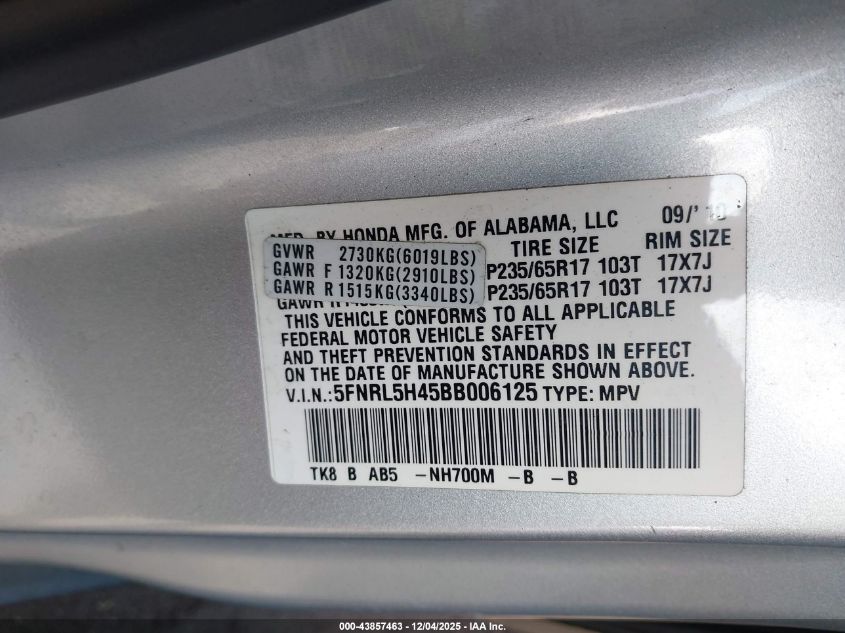 MFD. BY HONDA MFG. OF ALABAMA, LLC 09/'10
TIRE SIZE RIM SIZE
GVWR 2730KG(6019LBS)
GAWR F 1320KG(2910LBS) P235/65R17 103T 17X7J
GAWR R 1515KG(3340LBS) P235/65R17 103T 17X7J
GAWR R
THIS VEHICLE CONFORMS TO ALL APPLICABLE
FEDERAL MOTOR VEHICLE SAFETY
AND THEFT PREVENTION STANDARDS IN EFFECT
ON THE DATE OF MANUFACTURE SHOWN ABOVE.
V.I.N.:5FNRL5H45BB006125 TYPE: MPV
TK8 B AB5 -NH700M -B -B
000-43857463 - 12/04/2025 - IAA Inc.